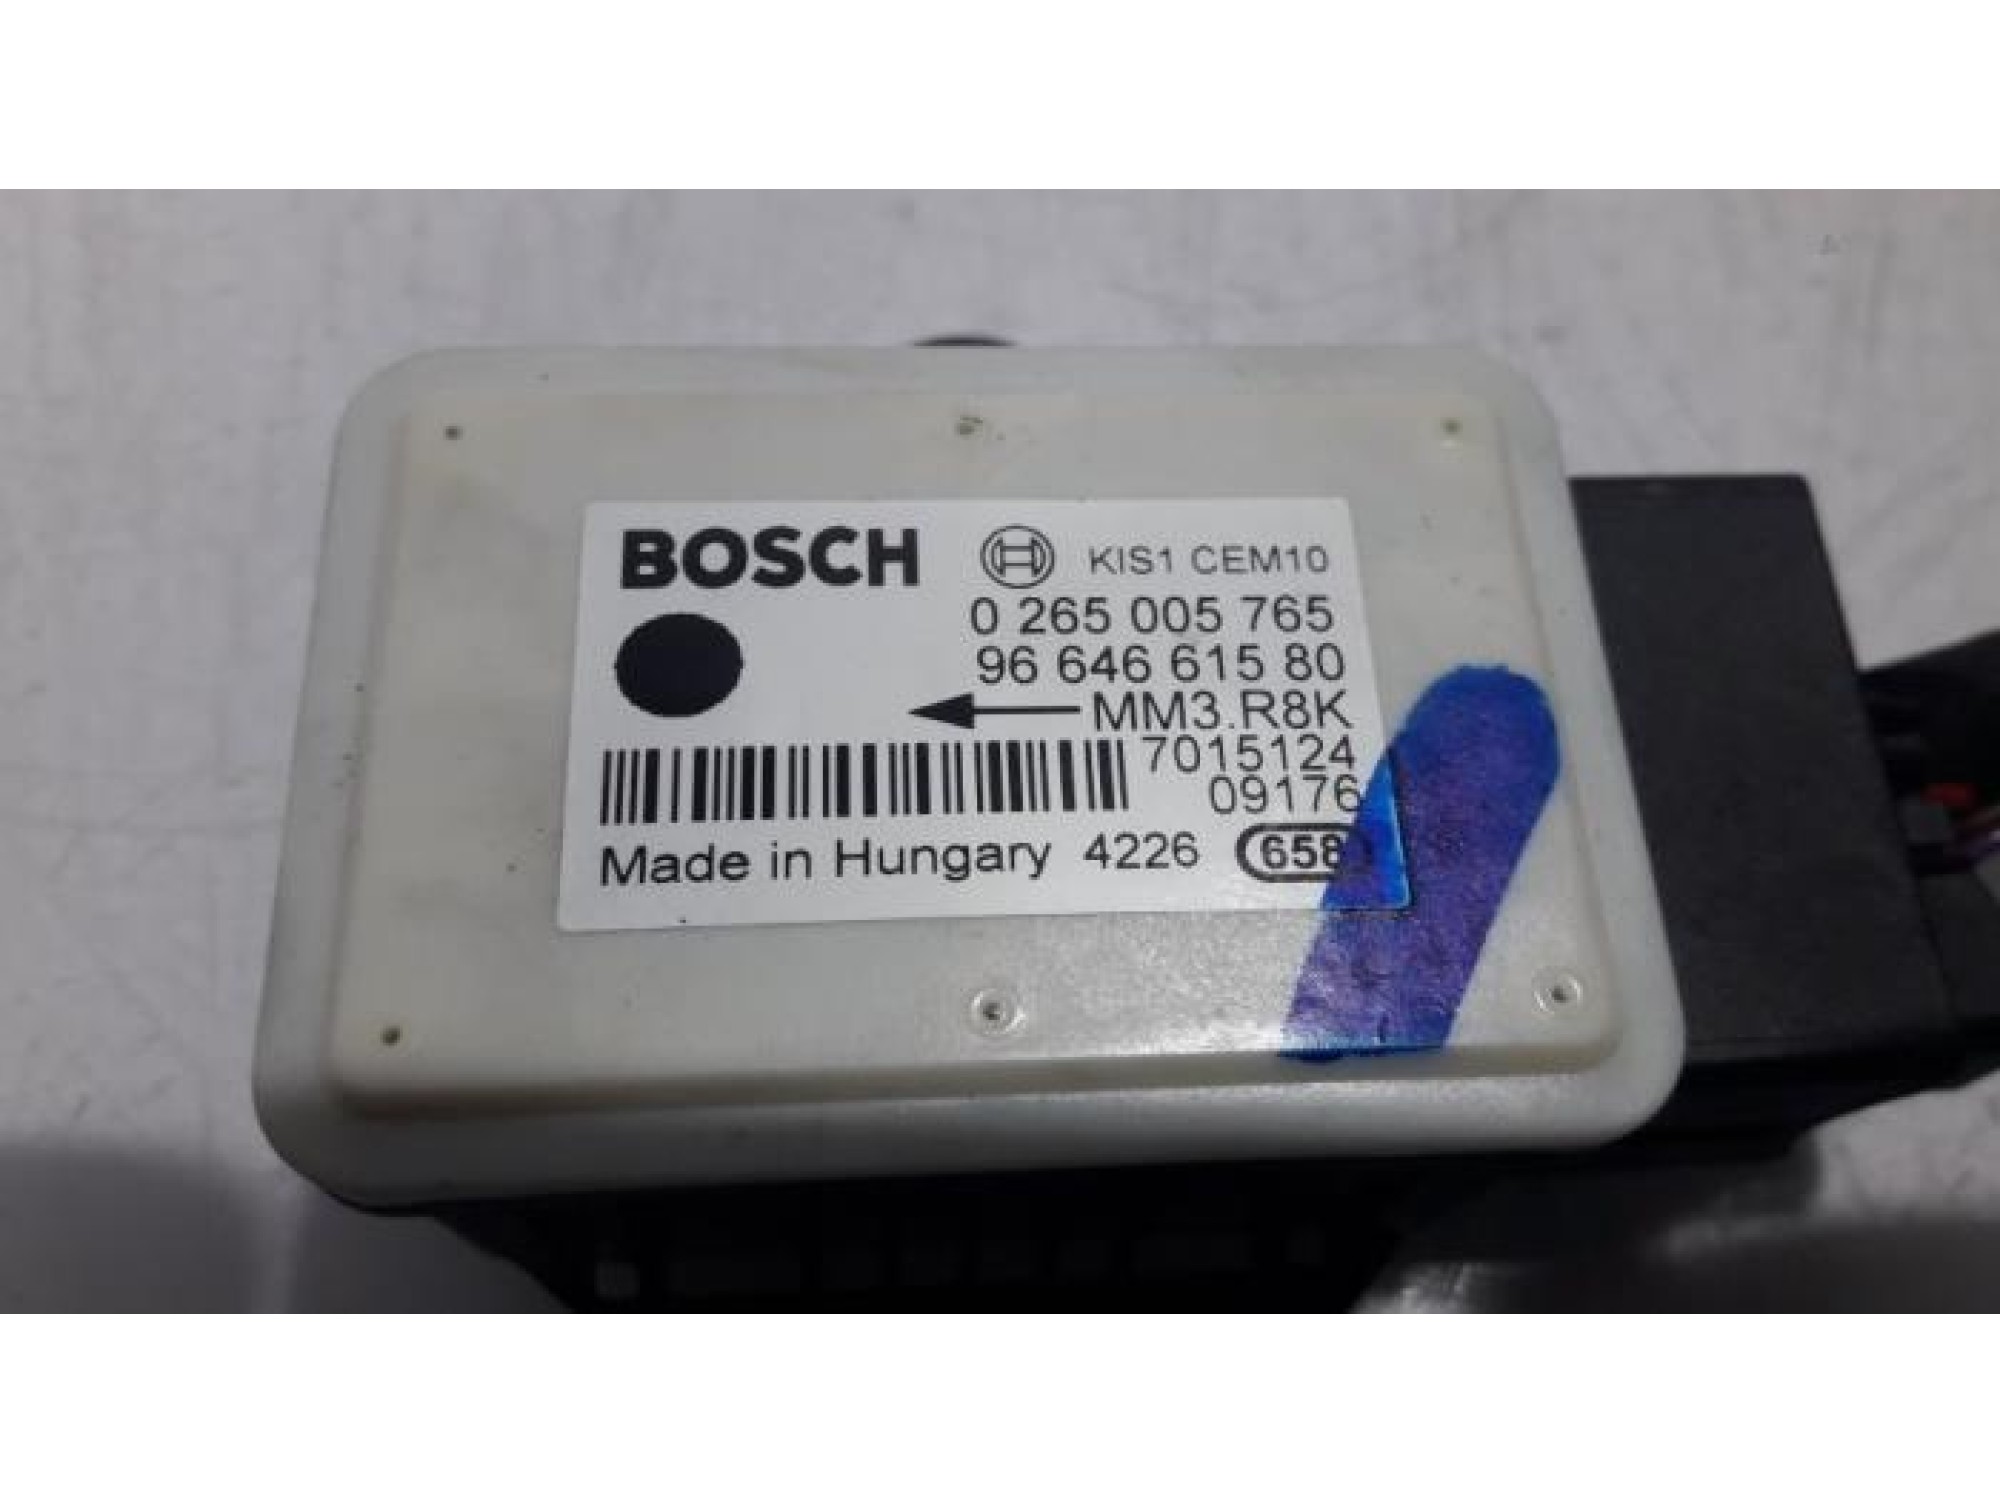 BOSCH KIS1 CEM10
0 265 005 765
96 646 615 80
MM3.R8K
7015124
09176
Made in Hungary 4226 658